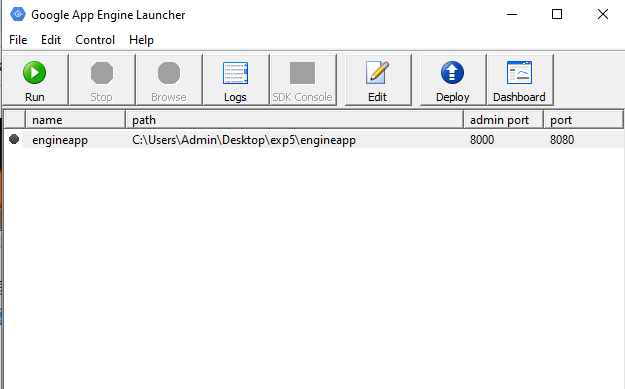 Google App Engine Launcher
File Edit Control Help
Run Stop Browse Logs SDK Console Edit Deploy Dashboard
name path admin port port
engineapp C:\Users\Admin\Desktop\exp5\engineapp 8000 8080